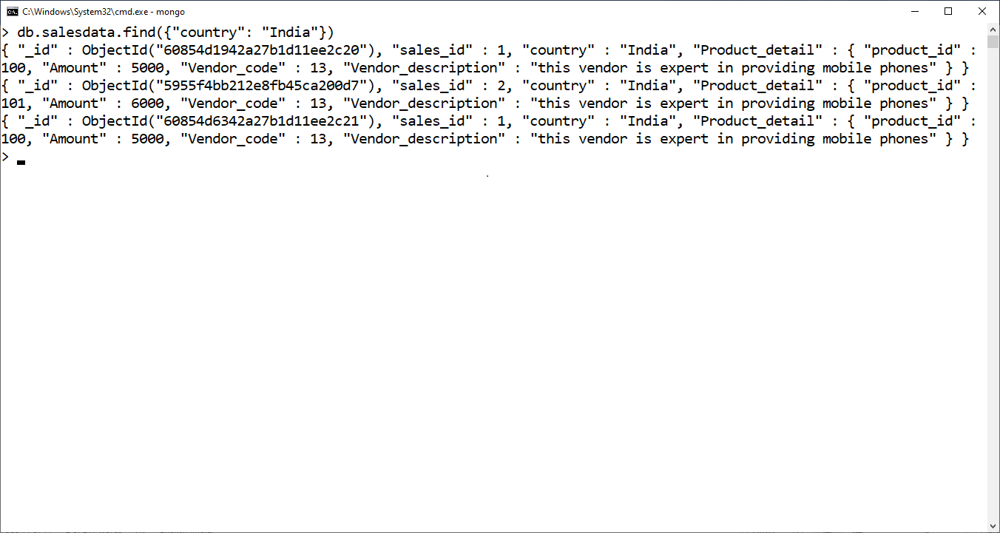 C:\Windows\System32\cmd.exe - mongo
> db.salesdata.find({"country": "India"})
{ "_id" : ObjectId("60854d1942a27b1d11ee2c20"), "sales_id" : 1, "country" : "India", "Product_detail" : { "product_id" :
100, "Amount" : 5000, "Vendor_code" : 13, "Vendor_description" : "this vendor is expert in providing mobile phones" } }
{ "_id" : ObjectId("5955f4bb212e8fb45ca200d7"), "sales_id" : 2, "country" : "India", "Product_detail" : { "product_id" :
101, "Amount" : 6000, "Vendor_code" : 13, "Vendor_description" : "this vendor is expert in providing mobile phones" } }
{ "_id" : ObjectId("60854d6342a27b1d11ee2c21"), "sales_id" : 1, "country" : "India", "Product_detail" : { "product_id" :
100, "Amount" : 5000, "Vendor_code" : 13, "Vendor_description" : "this vendor is expert in providing mobile phones" } }
>